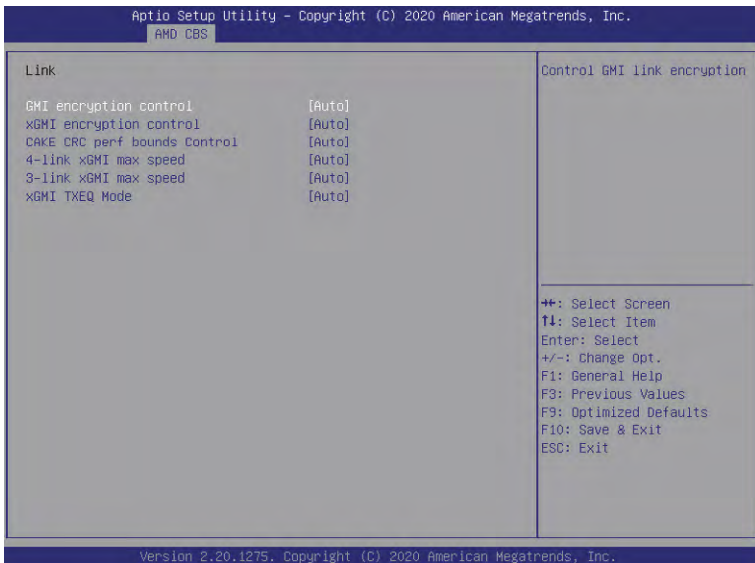 Aptio Setup Utility – Copyright (C) 2020 American Megatrends, Inc.
AMD CBS
Link
GMI encryption control [Auto]
xGMI encryption control [Auto]
CAKE CRC perf bounds Control [Auto]
4-link xGMI max speed [Auto]
3-link xGMI max speed [Auto]
xGMI TXEQ Mode [Auto]
Control GMI link encryption
→←: Select Screen
↑↓: Select Item
Enter: Select
+/-: Change Opt.
F1: General Help
F3: Previous Values
F9: Optimized Defaults
F10: Save & Exit
ESC: Exit
Version 2.20.1275. Copyright (C) 2020 American Megatrends, Inc.